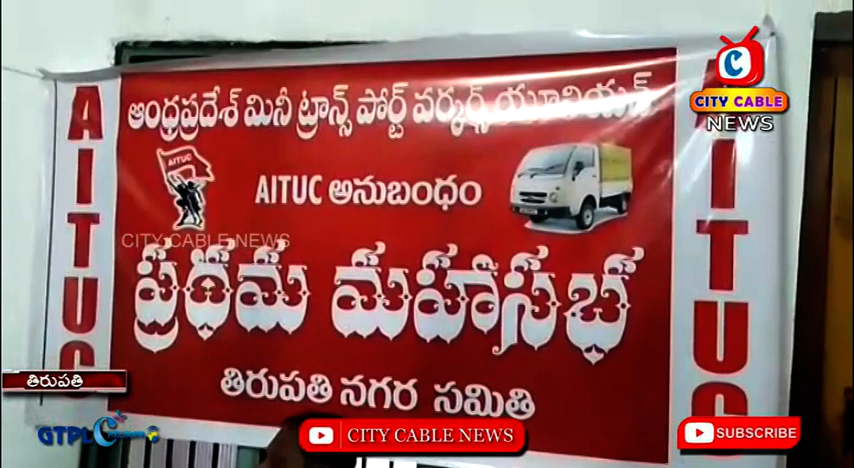 ఆంధ్రప్రదేశ్ మినీ ట్రాన్స్ పోర్ట్ వర్కర్స్ యూనియన్
AITUC
AITUC అనుబంధం
ప్రథమ మహాసభ
తిరుపతి నగర సమితి
AITUC
AITUC
CITY CABLE
NEWS
CITY CABLE NEWS
తిరుపతి
GTPL
CITY CABLE NEWS
SUBSCRIBE